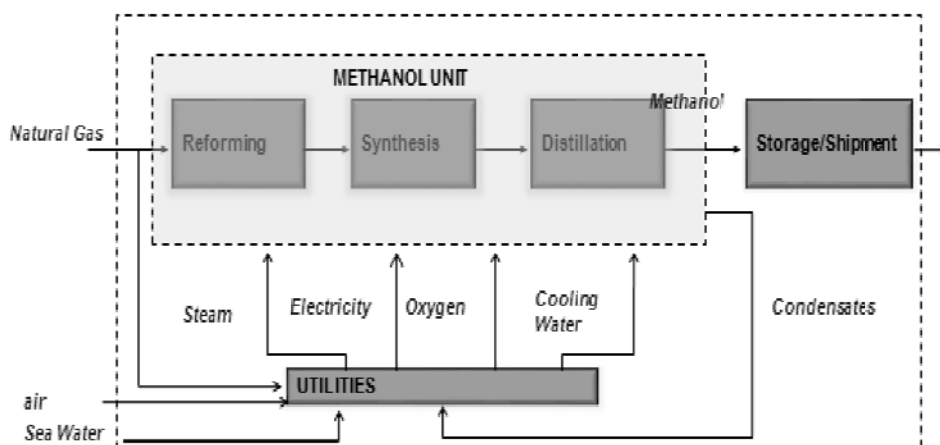 METHANOL UNIT
Methanol
Natural Gas
Reforming
Synthesis
Distillation
Storage/Shipment
Steam
Electricity
Oxygen
Cooling
Water
Condensates
UTILITIES
air
Sea Water